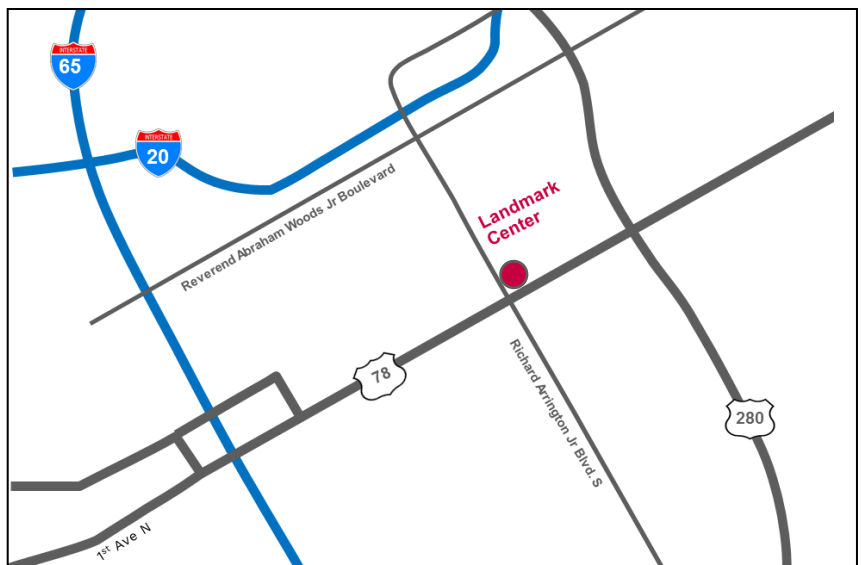 INTERSTATE
65
INTERSTATE
20
Reverend Abraham Woods Jr Boulevard
Landmark
Center
78
Richard Arrington Jr Blvd. S
280
1st Ave N